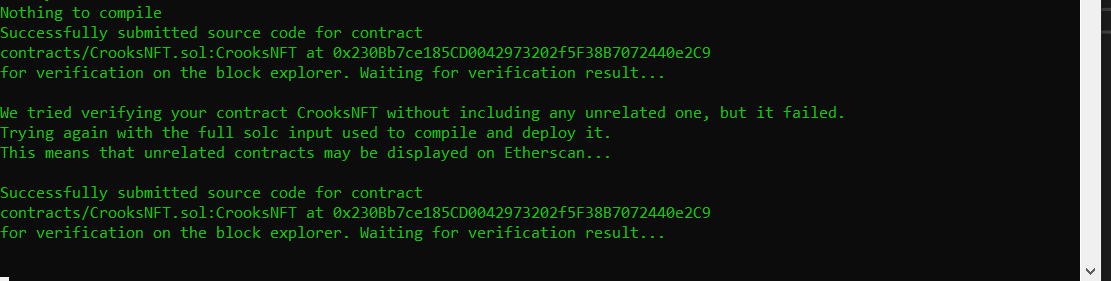 Nothing to compile
Successfully submitted source code for contract
contracts/CrooksNFT.sol:CrooksNFT at 0x230Bb7ce185CD0042973202f5F38B7072440e2C9
for verification on the block explorer. Waiting for verification result...
We tried verifying your contract CrooksNFT without including any unrelated one, but it failed.
Trying again with the full solc input used to compile and deploy it.
This means that unrelated contracts may be displayed on Etherscan...
Successfully submitted source code for contract
contracts/CrooksNFT.sol:CrooksNFT at 0x230Bb7ce185CD0042973202f5F38B7072440e2C9
for verification on the block explorer. Waiting for verification result...